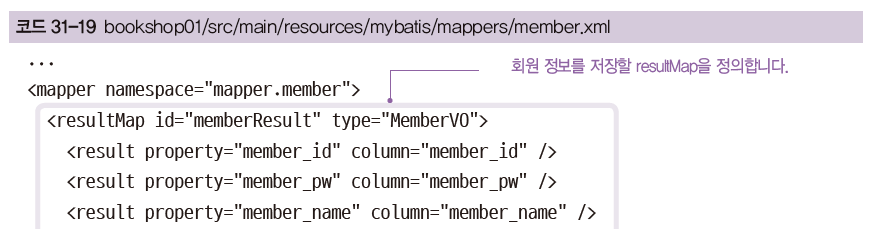 코드 31-19 bookshop01/src/main/resources/mybatis/mappers/member.xml
...
회원 정보를 저장할 resultMap을 정의합니다.
<mapper namespace="mapper.member">
<resultMap id="memberResult" type="MemberVO">
<result property="member_id" column="member_id" />
<result property="member_pw" column="member_pw" />
<result property="member_name" column="member_name" />